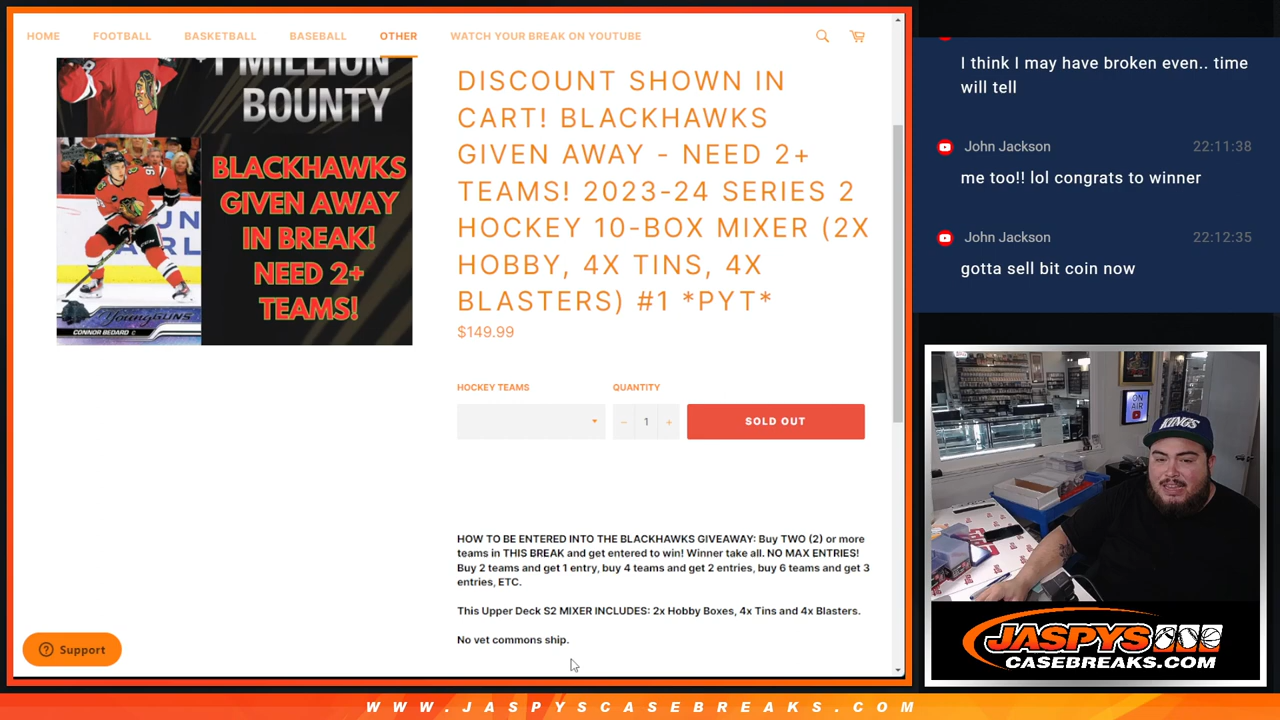 HOME FOOTBALL BASKETBALL BASEBALL OTHER WATCH YOUR BREAK ON YOUTUBE
1 MILLION
BOUNTY
BLACKHAWKS
GIVEN AWAY
IN BREAK!
NEED 2+
TEAMS!
Young Guns
CONNOR BEDARD C
DISCOUNT SHOWN IN
CART! BLACKHAWKS
GIVEN AWAY - NEED 2+
TEAMS! 2023-24 SERIES 2
HOCKEY 10-BOX MIXER (2X
HOBBY, 4X TINS, 4X
BLASTERS) #1 *PYT*
$149.99
HOCKEY TEAMS QUANTITY
− 1 + SOLD OUT
HOW TO BE ENTERED INTO THE BLACKHAWKS GIVEAWAY: Buy TWO (2) or more
teams in THIS BREAK and get entered to win! Winner take all. NO MAX ENTRIES!
Buy 2 teams and get 1 entry, buy 4 teams and get 2 entries, buy 6 teams and get 3
entries, ETC.
This Upper Deck S2 MIXER INCLUDES: 2x Hobby Boxes, 4x Tins and 4x Blasters.
No vet commons ship.
Support
I think I may have broken even.. time
will tell
John Jackson 22:11:38
me too!! lol congrats to winner
John Jackson 22:12:35
gotta sell bit coin now
ON
AIR
KINGS
JASPYS
CASEBREAKS.COM
WWW.JASPYSCASEBREAKS.COM